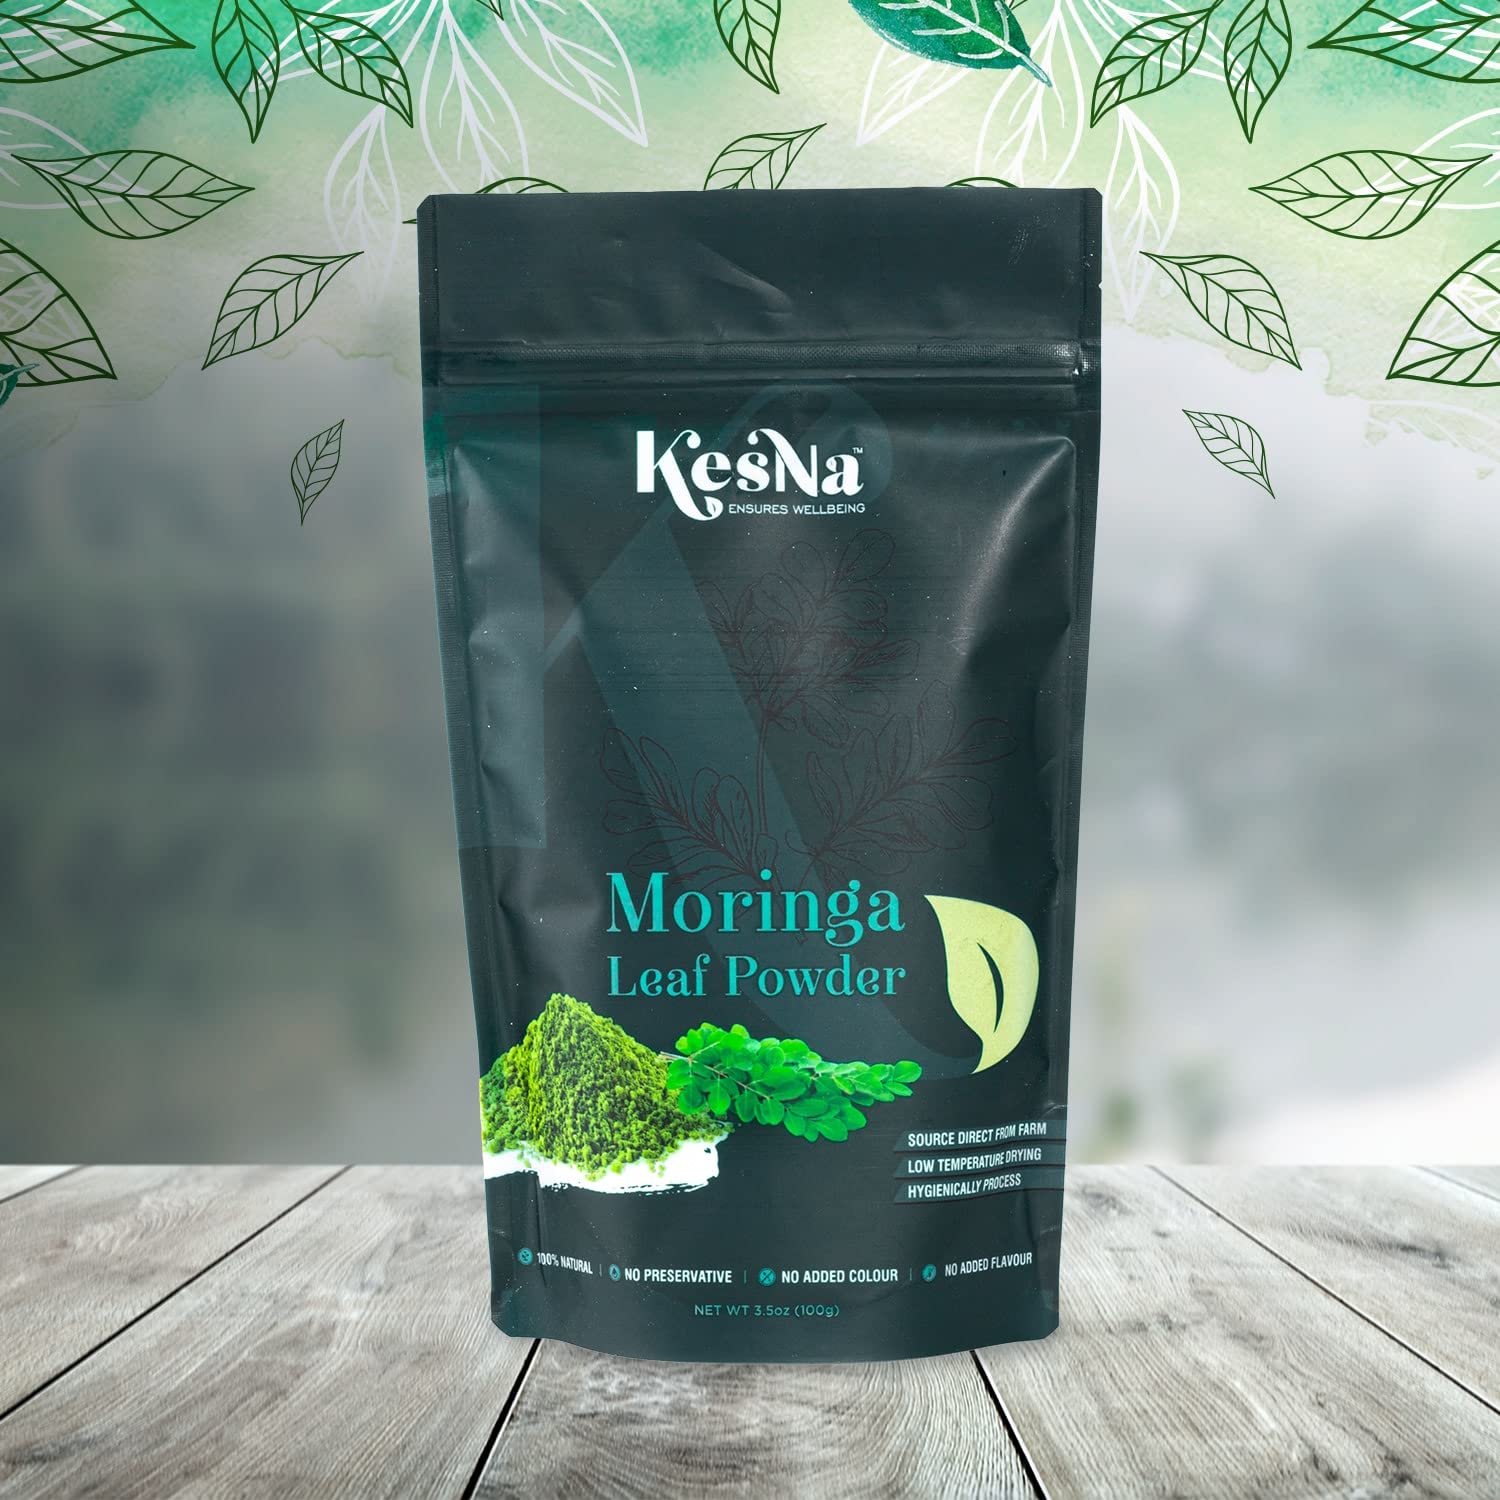 KesNa™
ENSURES WELLBEING
Moringa
Leaf Powder
SOURCE DIRECT FROM FARM
LOW TEMPERATURE DRYING
HYGIENICALLY PROCESS
100% NATURAL | NO PRESERVATIVE | NO ADDED COLOUR | NO ADDED FLAVOUR
NET WT 3.5oz (100g)